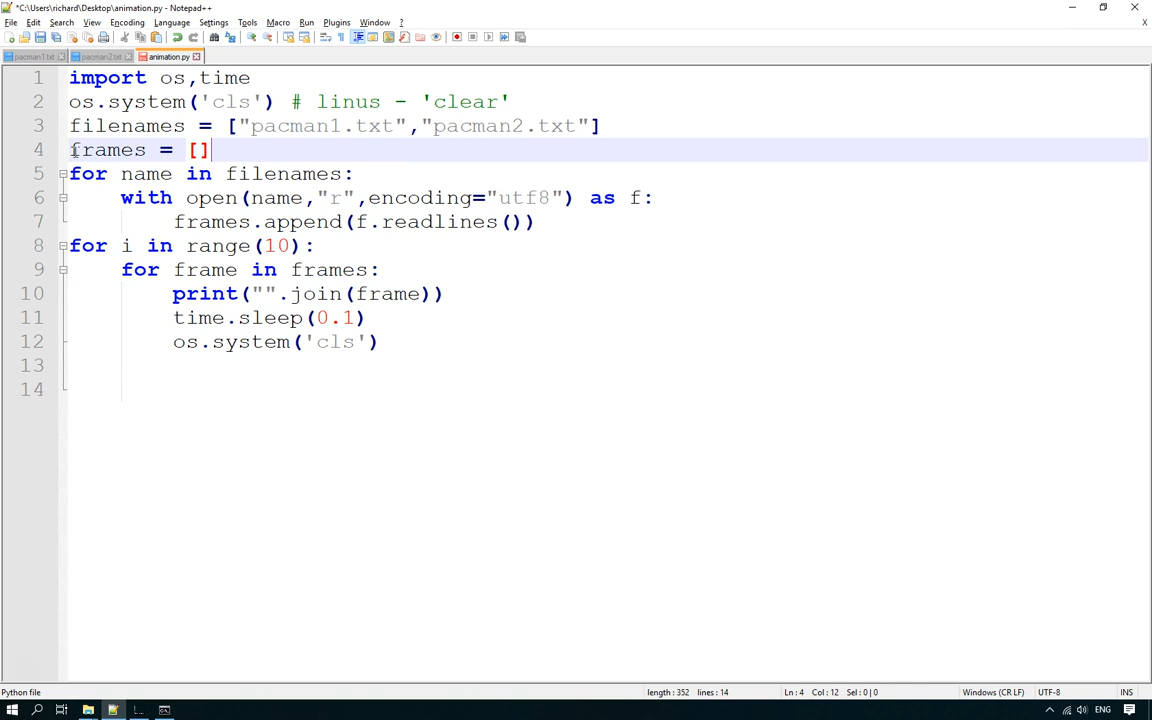 *C:\Users\richard\Desktop\animation.py - Notepad++
File Edit Search View Encoding Language Settings Tools Macro Run Plugins Window ?
X
pacman1.txt pacman2.txt animation.py
1 import os,time
2 os.system('cls') # linus - 'clear'
3 filenames = ["pacman1.txt","pacman2.txt"]
4 frames = []
5 for name in filenames:
6 with open(name,"r",encoding="utf8") as f:
7 frames.append(f.readlines())
8 for i in range(10):
9 for frame in frames:
10 print("".join(frame))
11 time.sleep(0.1)
12 os.system('cls')
13
14
Python file length : 352 lines : 14 Ln : 4 Col : 12 Sel : 0 | 0 Windows (CR LF) UTF-8 INS
ENG